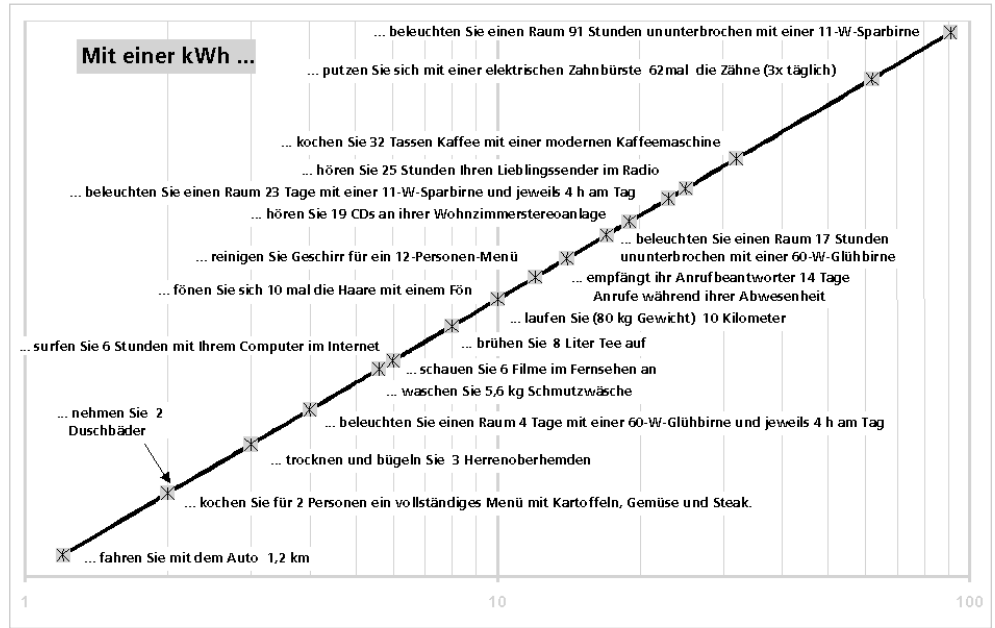 Mit einer kWh ...
... beleuchten Sie einen Raum 91 Stunden ununterbrochen mit einer 11-W-Sparbirne
... putzen Sie sich mit einer elektrischen Zahnbürste 62mal die Zähne (3x täglich)
... kochen Sie 32 Tassen Kaffee mit einer modernen Kaffeemaschine
... hören Sie 25 Stunden Ihren Lieblingssender im Radio
... beleuchten Sie einen Raum 23 Tage mit einer 11-W-Sparbirne und jeweils 4 h am Tag
... hören Sie 19 CDs an ihrer Wohnzimmerstereoanlage
... beleuchten Sie einen Raum 17 Stunden
ununterbrochen mit einer 60-W-Glühbirne
... reinigen Sie Geschirr für ein 12-Personen-Menü
... empfängt ihr Anrufbeantworter 14 Tage
Anrufe während ihrer Abwesenheit
... fönen Sie sich 10 mal die Haare mit einem Fön
... laufen Sie (80 kg Gewicht) 10 Kilometer
... brühen Sie 8 Liter Tee auf
... surfen Sie 6 Stunden mit Ihrem Computer im Internet
... schauen Sie 6 Filme im Fernsehen an
... waschen Sie 5,6 kg Schmutzwäsche
... nehmen Sie 2
Duschbäder
... beleuchten Sie einen Raum 4 Tage mit einer 60-W-Glühbirne und jeweils 4 h am Tag
... trocknen und bügeln Sie 3 Herrenoberhemden
... kochen Sie für 2 Personen ein vollständiges Menü mit Kartoffeln, Gemüse und Steak.
... fahren Sie mit dem Auto 1,2 km
1 10 100